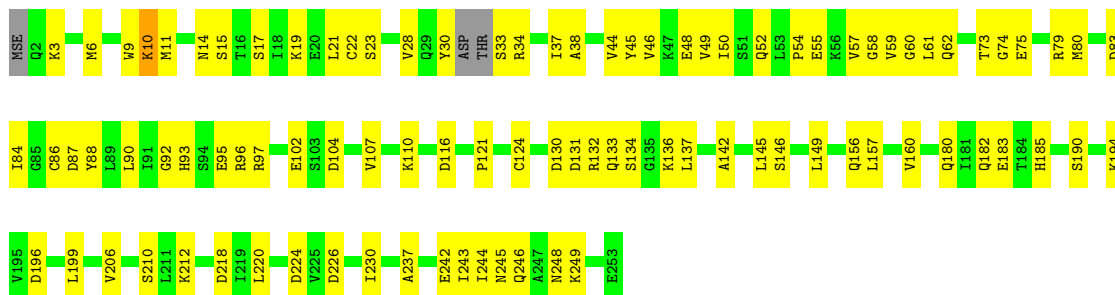 MSE Q2 K3 M6 W9 K10 M11 N14 S15 T16 S17 I18 K19 E20 L21 C22 S23 V28 Q29 Y30 ASP THR S33 R34 I37 A38 V44 Y45 V46 K47 E48 V49 I50 S51 Q52 L53 P54 E55 K56 V57 G58 V59 G60 L61 Q62 T73 G74 E75 R79 M80
I84 G85 C86 D87 Y88 L89 L90 I91 G92 H93 S94 E95 R96 R97 E102 S103 D104 V107 K110 D116 P121 C124 D130 D131 R132 Q133 S134 G135 K136 L137 A142 L145 S146 L149 Q156 L157 V160 Q180 I181 Q182 E183 T184 H185 S190
V195 D196 L199 V206 S210 L211 K212 D218 I219 L220 D224 V225 D226 I230 A237 E242 I243 I244 N245 Q246 A247 N248 K249 E253